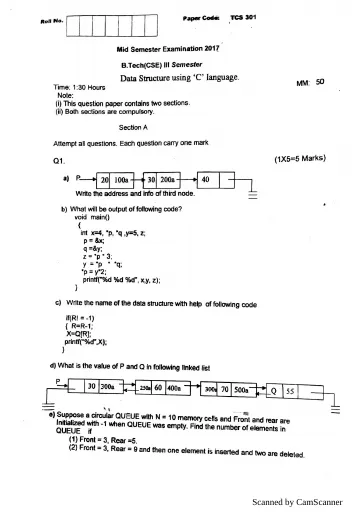 Roll No.
Paper Code: TCS 301
Mid Semester Examination 2017
B.Tech(CSE) III Semester
Data Structure using 'C' language.
Time: 1:30 Hours
MM: 50
Note:
(i) This question paper contains two sections.
(ii) Both sections are compulsory.
Section A
Attempt all questions. Each question carry one mark
Q1.
(1X5=5 Marks)
a) P 20 100a 30 200a 40
Write the address and info of third node.
b) What will be output of following code?
void main()
{
int x=4, *p, *q ,y=5, z;
p = &x;
q =&y;
z = *p * 3;
y = *p * *q;
*p = y*2;
printf("%d %d %d", x,y, z);
}
c) Write the name of the data structure with help of following code
if(R! = -1)
{ R=R-1;
X=Q[R];
printf("%d",X);
}
d) What is the value of P and Q in following linked list
P 30 300a 250a 60 400a 300a 70 500a Q 55
e) Suppose a circular QUEUE with N = 10 memory cells and Front and rear are
Initialized with -1 when QUEUE was empty. Find the number of elements in
QUEUE if
(1) Front = 3, Rear =5.
(2) Front = 3, Rear = 9 and then one element is inserted and two are deleted.
Scanned by CamScanner